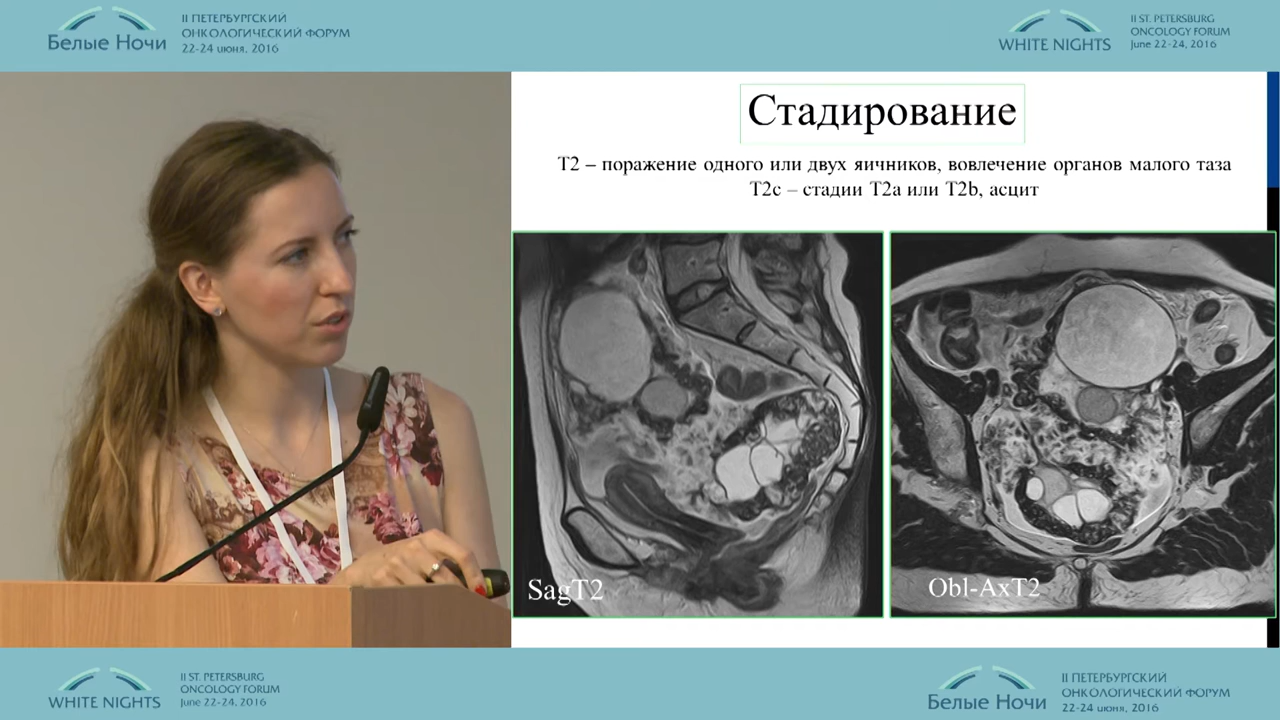 Белые Ночи
II ПЕТЕРБУРГСКИЙ
ОНКОЛОГИЧЕСКИЙ ФОРУМ
22-24 июня, 2016
WHITE NIGHTS
II ST. PETERSBURG
ONCOLOGY FORUM
June 22-24, 2016
Стадирование
T2 – поражение одного или двух яичников, вовлечение органов малого таза
T2c – стадии T2a или T2b, асцит
SagT2
Obl-AxT2
WHITE NIGHTS
II ST. PETERSBURG
ONCOLOGY FORUM
June 22-24, 2016
Белые Ночи
II ПЕТЕРБУРГСКИЙ
ОНКОЛОГИЧЕСКИЙ ФОРУМ
22-24 июня, 2016